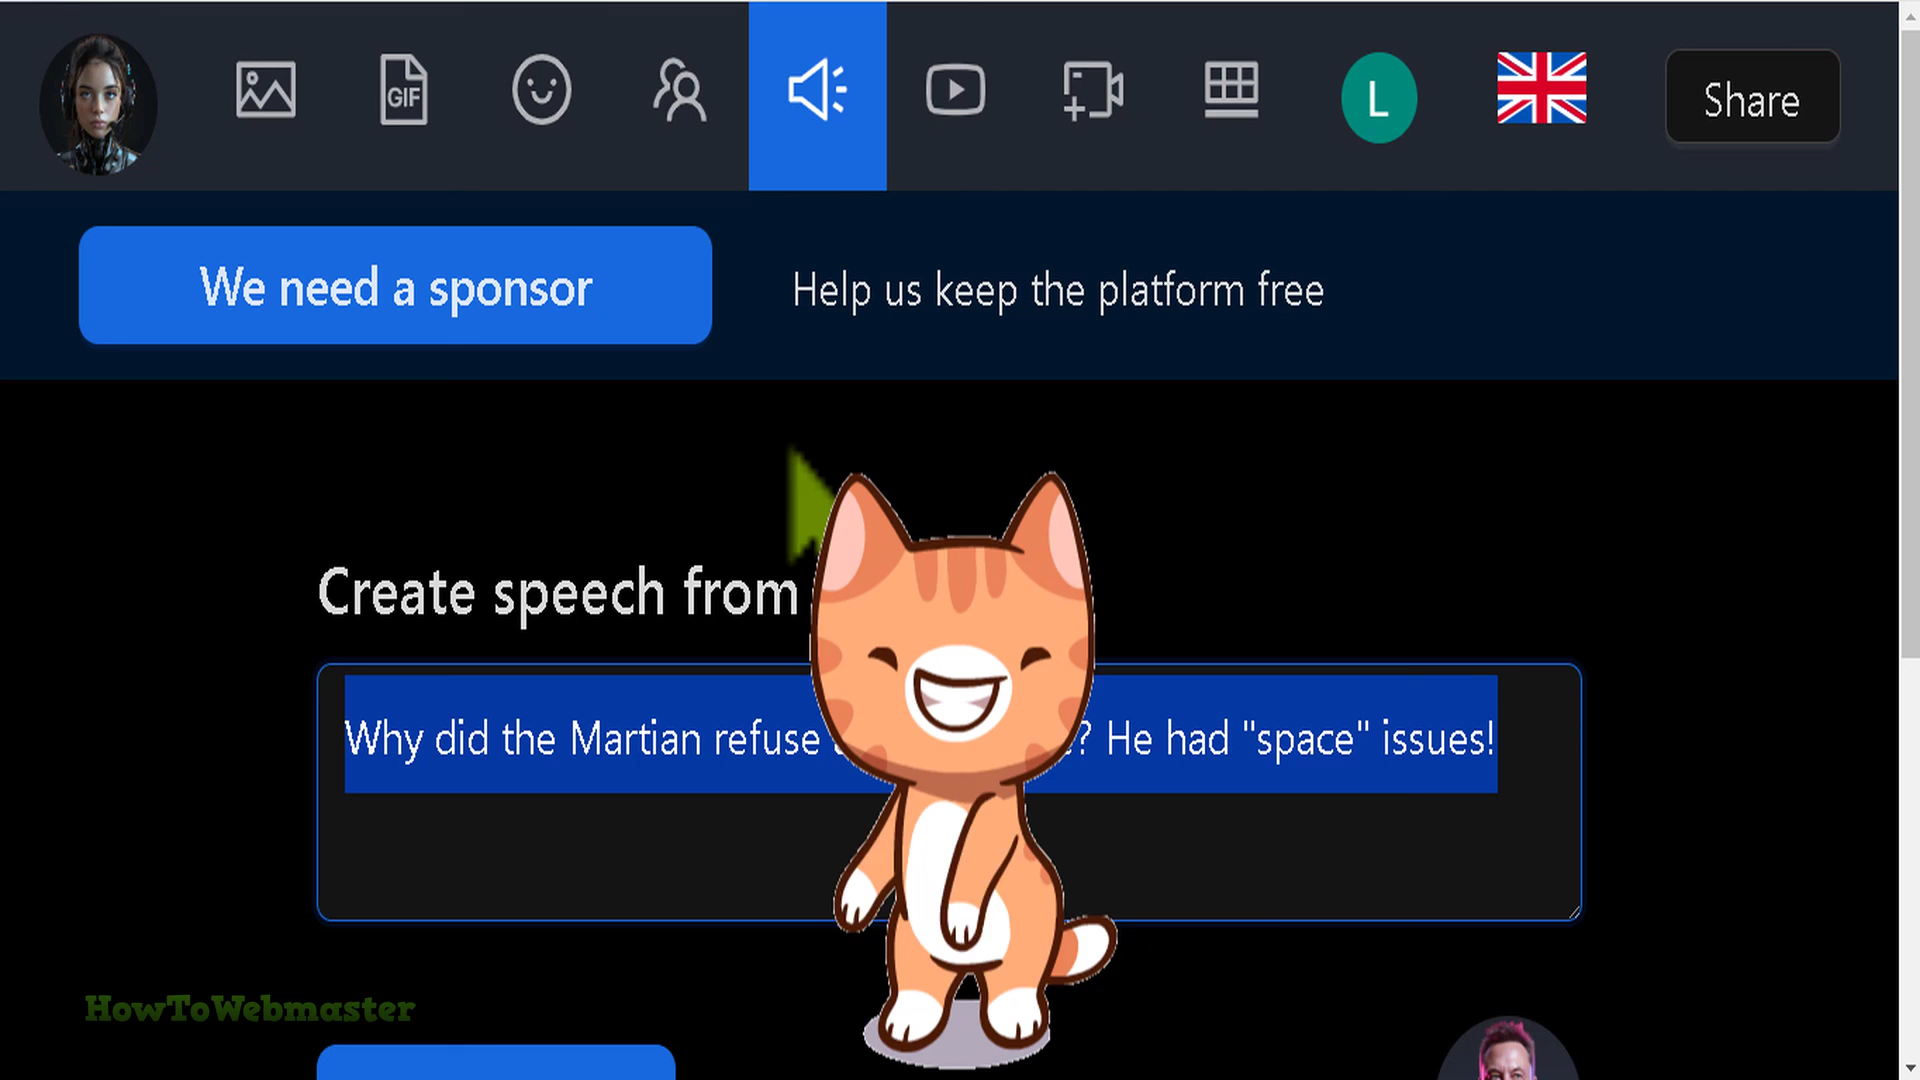 GIF
L
Share
We need a sponsor
Help us keep the platform free
Create speech from
Why did the Martian refuse ? He had "space" issues!
HowToWebmaster